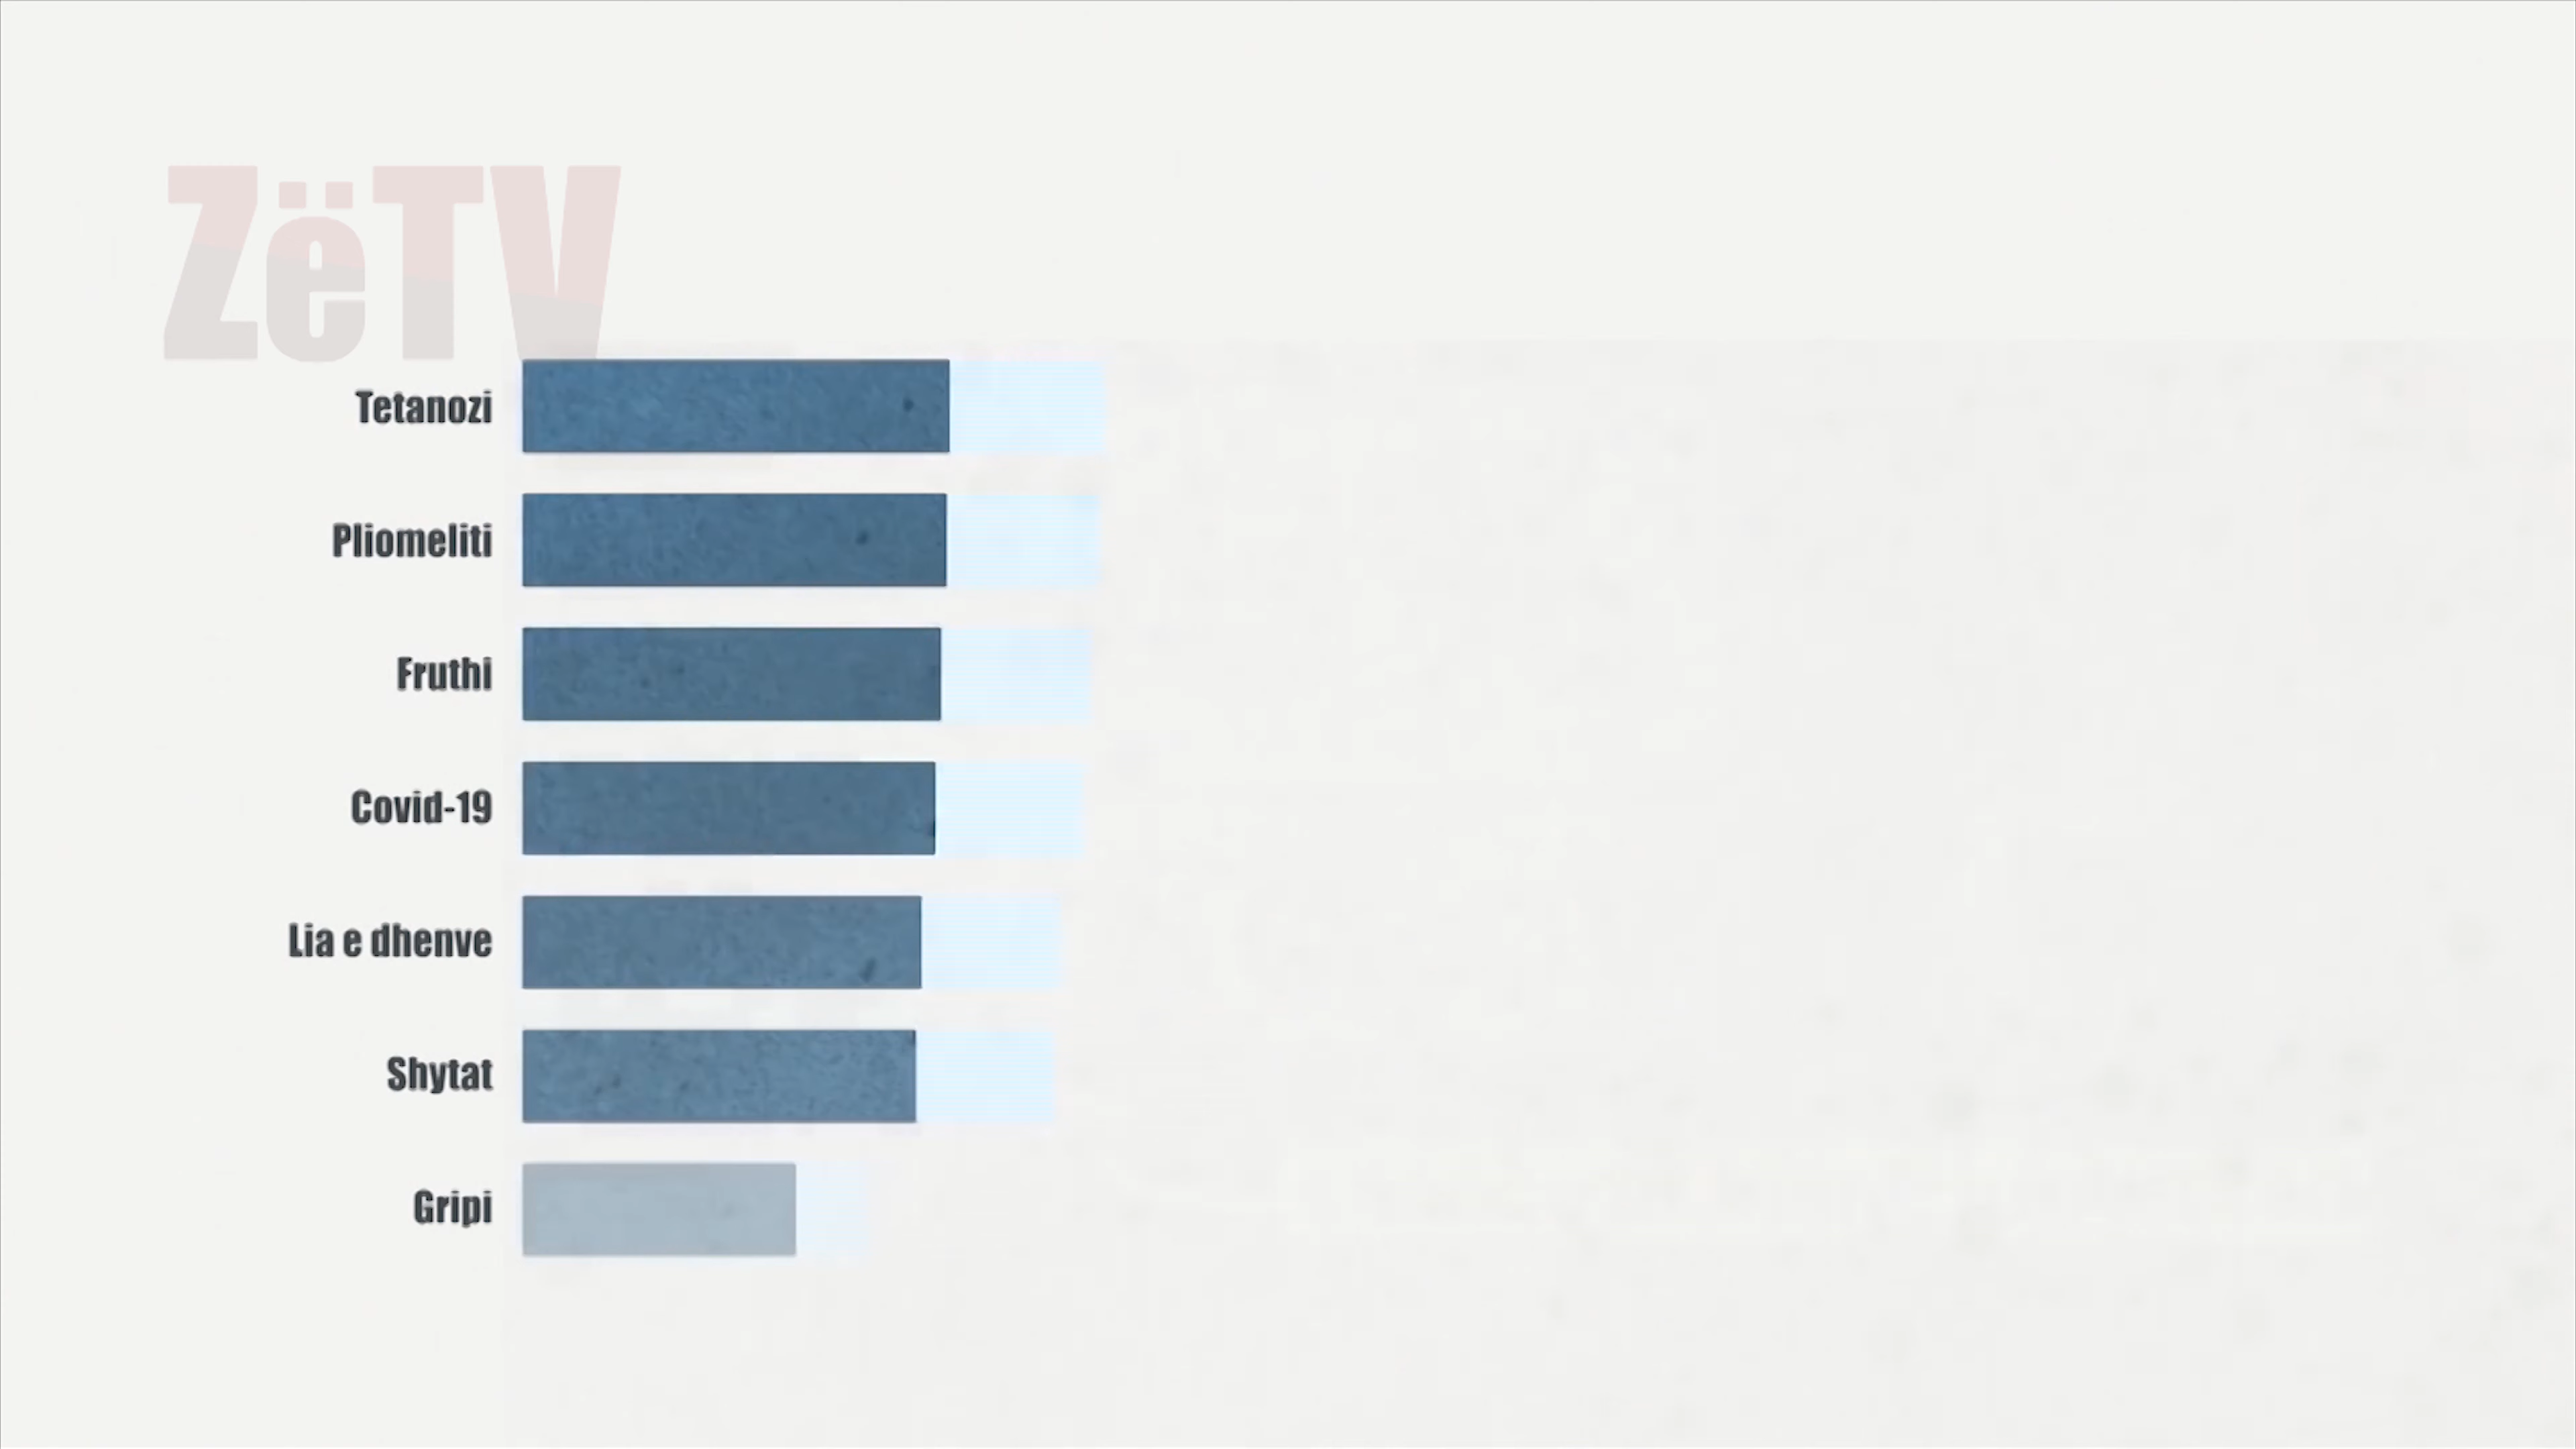 ZëTV
Tetanozi
Pliomeliti
Fruthi
Covid-19
Lia e dhenve
Shytat
Gripi